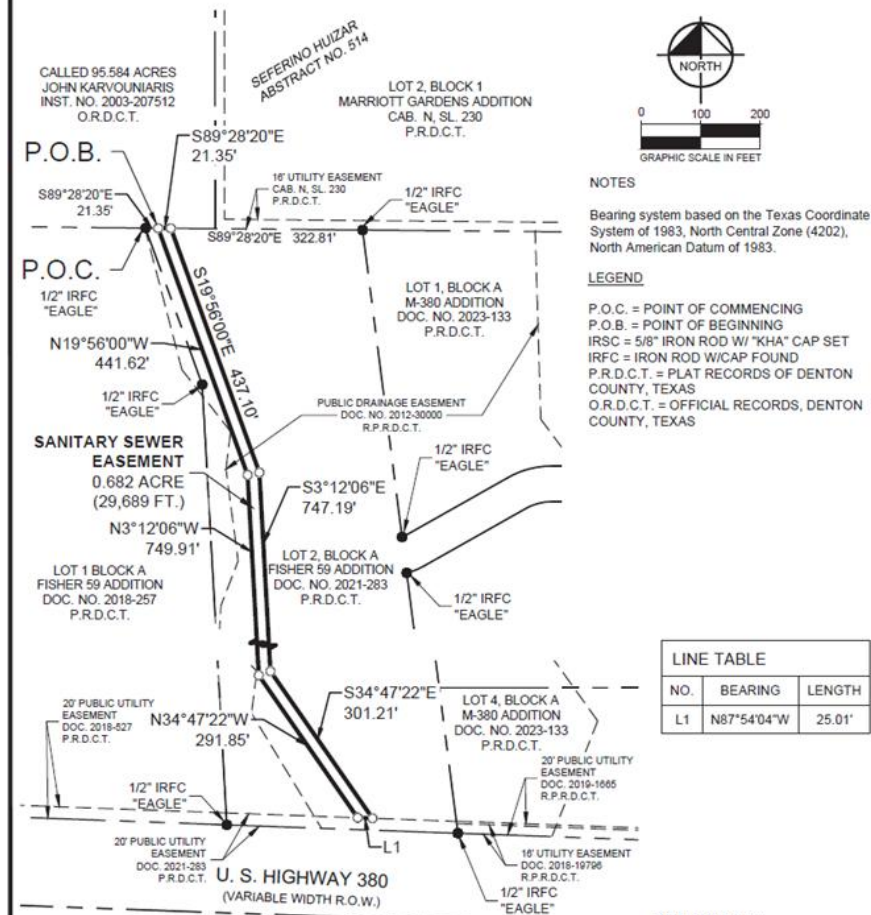 CALLED 95.584 ACRES
JOHN KARVOUNIARIS
INST. NO. 2003-207512
O.R.D.C.T.
SEFERINO HUIZAR
ABSTRACT NO. 514
LOT 2, BLOCK 1
MARRIOTT GARDENS ADDITION
CAB. N, SL. 230
P.R.D.C.T.
NORTH
0 100 200
GRAPHIC SCALE IN FEET
P.O.B.
S89°28'20"E
21.35'
S89°28'20"E
21.35'
16' UTILITY EASEMENT
CAB. N, SL. 230
P.R.D.C.T.
1/2" IRFC
"EAGLE"
S89°28'20"E 322.81'
P.O.C.
1/2" IRFC
"EAGLE"
NOTES
Bearing system based on the Texas Coordinate
System of 1983, North Central Zone (4202),
North American Datum of 1983.
LEGEND
P.O.C. = POINT OF COMMENCING
P.O.B. = POINT OF BEGINNING
IRSC = 5/8" IRON ROD W/ "KHA" CAP SET
IRFC = IRON ROD W/CAP FOUND
P.R.D.C.T. = PLAT RECORDS OF DENTON
COUNTY, TEXAS
O.R.D.C.T. = OFFICIAL RECORDS, DENTON
COUNTY, TEXAS
S19°56'00"E 437.10'
LOT 1, BLOCK A
M-380 ADDITION
DOC. NO. 2023-133
P.R.D.C.T.
N19°56'00"W
441.62'
1/2" IRFC
"EAGLE"
PUBLIC DRAINAGE EASEMENT
DOC. NO. 2012-30000
R.P.R.D.C.T.
SANITARY SEWER
EASEMENT
0.682 ACRE
(29,689 FT.)
1/2" IRFC
"EAGLE"
S3°12'06"E
747.19'
N3°12'06"W
749.91'
LOT 1 BLOCK A
FISHER 59 ADDITION
DOC. NO. 2018-257
P.R.D.C.T.
LOT 2, BLOCK A
FISHER 59 ADDITION
DOC. NO. 2021-283
P.R.D.C.T.
1/2" IRFC
"EAGLE"
LINE TABLE
NO. BEARING LENGTH
L1 N87°54'04"W 25.01'
S34°47'22"E
301.21'
N34°47'22"W
291.85'
LOT 4, BLOCK A
M-380 ADDITION
DOC. NO. 2023-133
P.R.D.C.T.
20' PUBLIC UTILITY
EASEMENT
DOC. 2018-527
P.R.D.C.T.
20' PUBLIC UTILITY
EASEMENT
DOC. 2019-1665
R.P.R.D.C.T.
1/2" IRFC
"EAGLE"
20' PUBLIC UTILITY
EASEMENT
DOC. 2021-283
P.R.D.C.T.
L1
16' UTILITY EASEMENT
DOC. 2018-19796
R.P.R.D.C.T.
U. S. HIGHWAY 380
(VARIABLE WIDTH R.O.W.)
1/2" IRFC
"EAGLE"